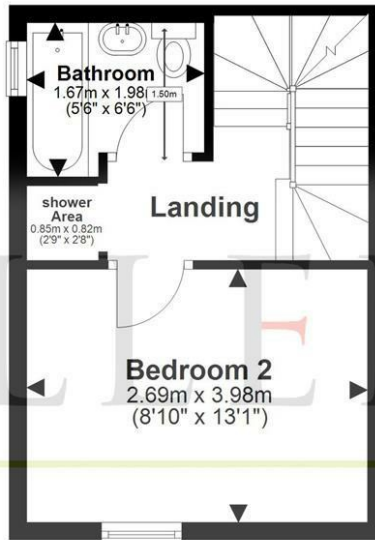 Bathroom
1.67m x 1.98
1.50m
(5'6" x 6'6")
shower
Area
0.85m x 0.82m
(2'9" x 2'8")
Landing
N
Bedroom 2
2.69m x 3.98m
(8'10" x 13'1")